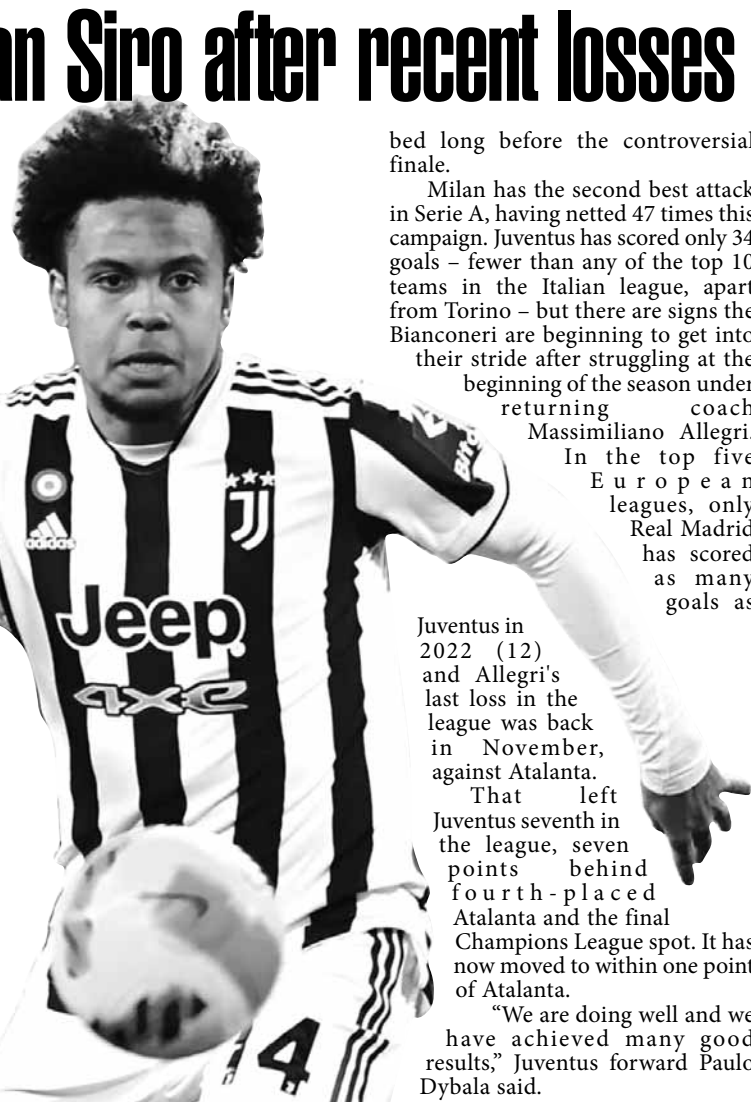 an Siro after recent losses
bed long before the controversial
finale.
Milan has the second best attack
in Serie A, having netted 47 times this
campaign. Juventus has scored only 34
goals – fewer than any of the top 10
teams in the Italian league, apart
from Torino – but there are signs the
Bianconeri are beginning to get into
their stride after struggling at the
beginning of the season under
returning coach
Massimiliano Allegri.
In the top five
European
leagues, only
Real Madrid
has scored
as many
goals as
Juventus in
2022 (12)
and Allegri's
last loss in the
league was back
in November,
against Atalanta.
That left
Juventus seventh in
the league, seven
points behind
fourth-placed
Atalanta and the final
Champions League spot. It has
now moved to within one point
of Atalanta.
“We are doing well and we
have achieved many good
results,” Juventus forward Paulo
Dybala said.
adidas
Jeep
4xe
4